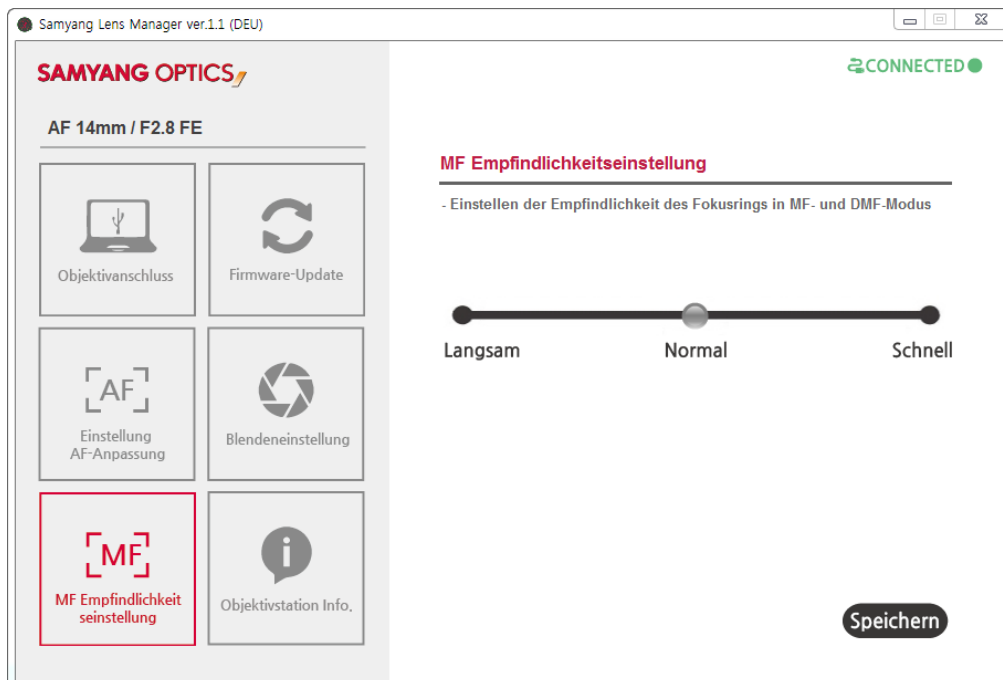 Samyang Lens Manager ver.1.1 (DEU)
SAMYANG OPTICS
CONNECTED
AF 14mm / F2.8 FE
Objektivanschluss
Firmware-Update
AF
Einstellung
AF-Anpassung
Blendeneinstellung
MF
MF Empfindlichkeit
seinstellung
i
Objektivstation Info.
MF Empfindlichkeitseinstellung
- Einstellen der Empfindlichkeit des Fokusrings in MF- und DMF-Modus
Langsam Normal Schnell
Speichern